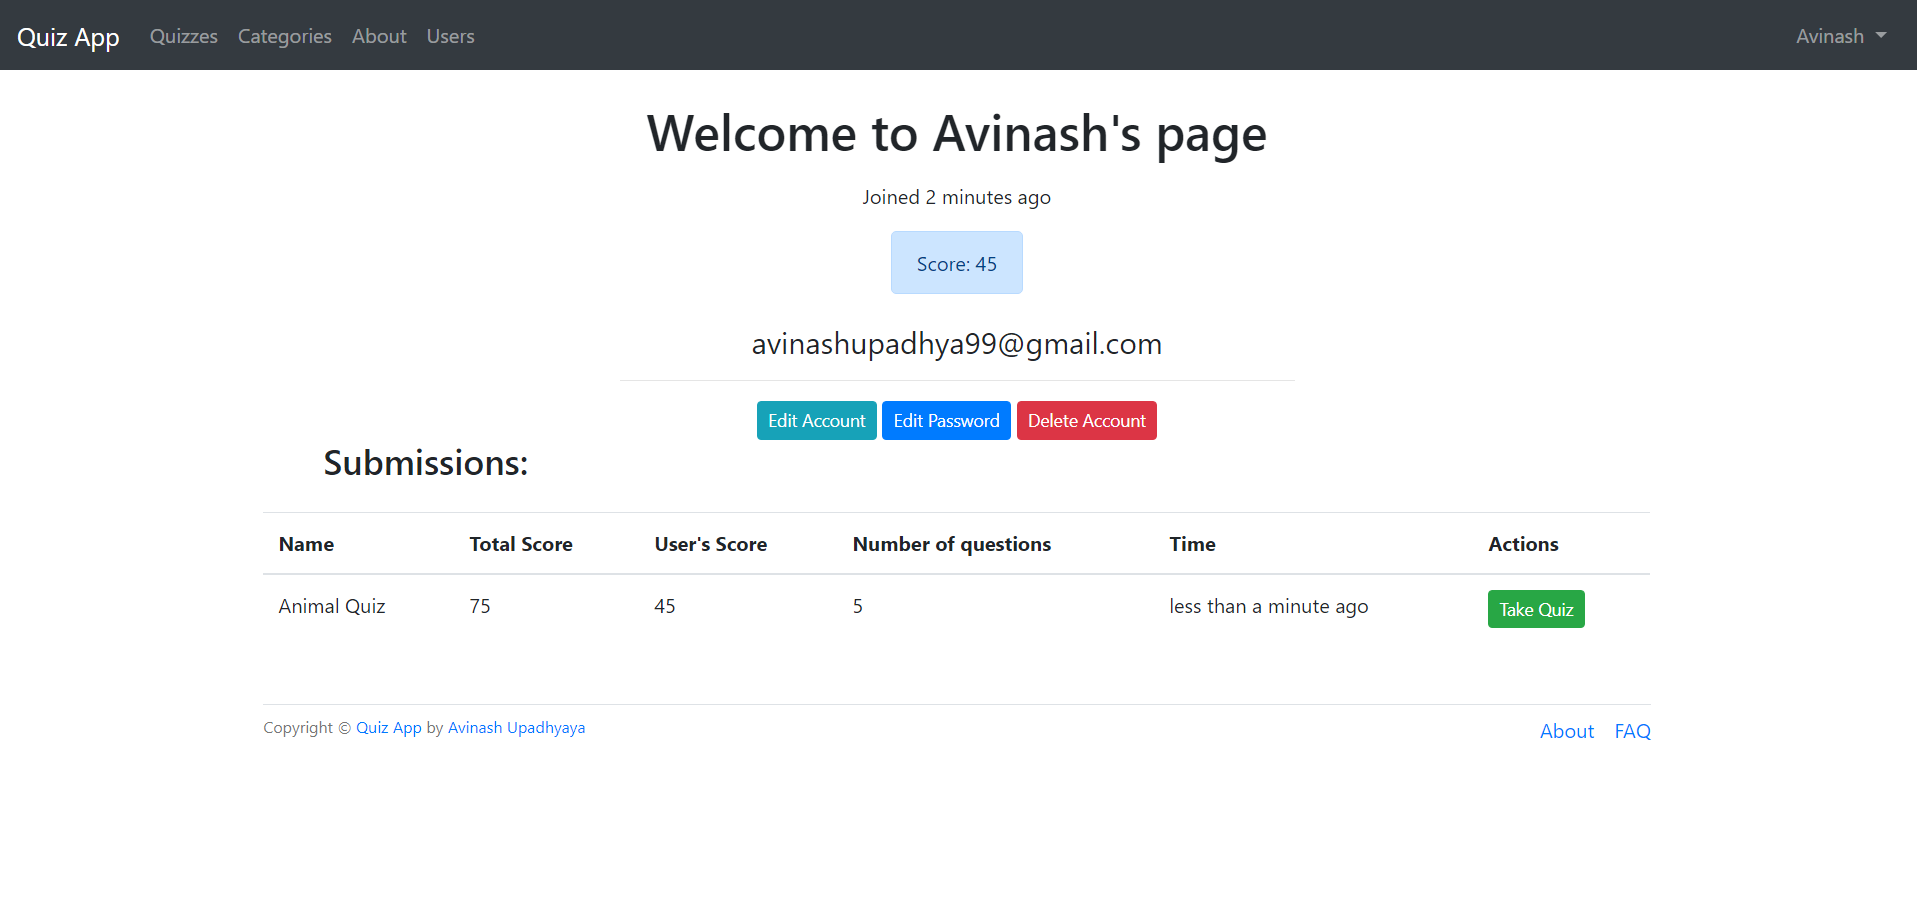 Quiz App Quizzes Categories About Users Avinash
Welcome to Avinash's page
Joined 2 minutes ago
Score: 45
avinashupadhya99@gmail.com
Edit Account Edit Password Delete Account
Submissions:
Name Total Score User's Score Number of questions Time Actions
Animal Quiz 75 45 5 less than a minute ago Take Quiz
Copyright © Quiz App by Avinash Upadhyaya About FAQ